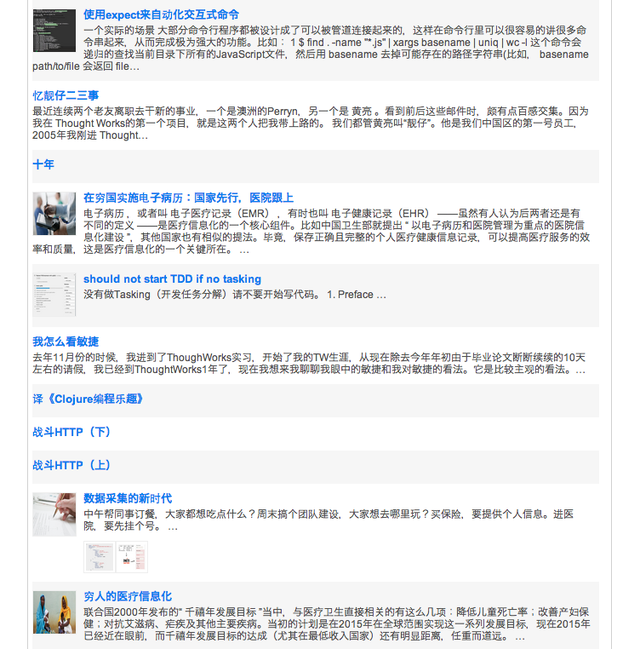 使用expect来自动化交互式命令
一个实际的场景 大部分命令行程序都被设计成了可以被管道连接起来的，这样在命令行里可以很容易的讲很多命
令串起来，从而完成极为强大的功能。比如： 1 $ find . -name "*.js" | xargs basename | uniq | wc -l 这个命令会
递归的查找当前目录下所有的JavaScript文件，然后用 basename 去掉可能存在的路径字符串(比如， basename
path/to/file 会返回 file…
忆靓仔二三事
最近连续两个老友离职去干新的事业，一个是澳洲的Perryn，另一个是 黄亮 。看到前后这些邮件时，颇有点百感交集。因为
我在 Thought Works的第一个项目，就是这两个人把我带上路的。 我们都管黄亮叫“靓仔”。他是我们中国区的第一号员工，
2005年我刚进 Thought…
十年
在穷国实施电子病历：国家先行，医院跟上
电子病历 ，或者叫 电子医疗记录（EMR） ，有时也叫 电子健康记录（EHR） ——虽然有人认为后两者还是有
不同的定义 ——是医疗信息化的一个核心组件。比如中国卫生部就提出 “ 以电子病历和医院管理为重点的医院信
息化建设 ”，其他国家也有相似的提法。毕竟，保存正确且完整的个人医疗健康信息记录，可以提高医疗服务的效
率和质量，这是医疗信息化的一个关键所在。 …
should not start TDD if no tasking
没有做Tasking（开发任务分解）请不要开始写代码。 1. Preface …
我怎么看敏捷
去年11月份的时候，我进到了ThoughWorks实习，开始了我的TW生涯，从现在除去今年年初由于毕业论文断断续续的10天
左右的请假，我已经到ThoughtWorks1年了，现在我想来我聊聊我眼中的敏捷和我对敏捷的看法。它是比较主观的看法。…
译《Clojure编程乐趣》
战斗HTTP（下）
战斗HTTP（上）
数据采集的新时代
中午帮同事订餐，大家都想吃点什么？周末搞个团队建设，大家想去哪里玩？买保险，要提供个人信息。进医
院，要先挂个号。 …
穷人的医疗信息化
联合国2000年发布的“ 千禧年发展目标 ”当中，与医疗卫生直接相关的有这么几项：降低儿童死亡率；改善产妇保
健；对抗艾滋病、疟疾及其他主要疾病。当初的计划是在2015年在全球范围实现这一系列发展目标，现在2015年
已经近在眼前，而千禧年发展目标的达成（尤其在最低收入国家）还有明显距离，任重而道远。 …